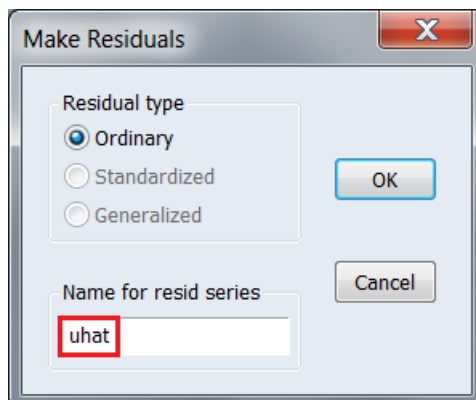 Make Residuals
Residual type
Ordinary
Standardized
Generalized
OK
Name for resid series
uhat
Cancel